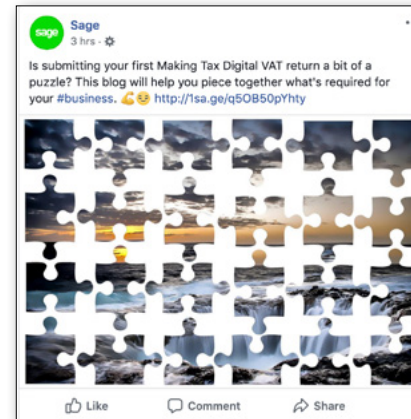 sage
Sage
3 hrs ·
Is submitting your first Making Tax Digital VAT return a bit of a
puzzle? This blog will help you piece together what's required for
your #business. 💪😊 http://1sa.ge/q5OB50pYhty
Like Comment Share